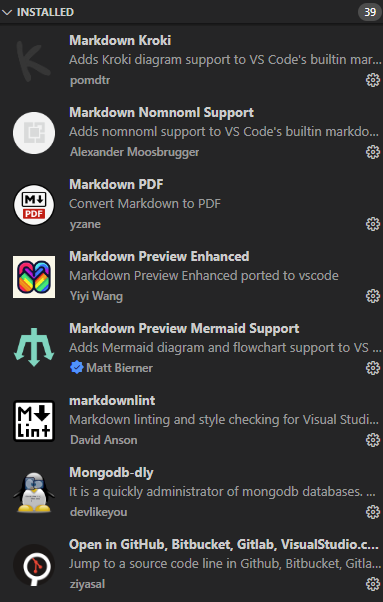 INSTALLED 39
Markdown Kroki
Adds Kroki diagram support to VS Code's builtin mar...
pomdtr
Markdown Nomnoml Support
Adds nomnoml support to VS Code's builtin markdo...
Alexander Moosbrugger
M↓
PDF
Markdown PDF
Convert Markdown to PDF
yzane
Markdown Preview Enhanced
Markdown Preview Enhanced ported to vscode
Yiyi Wang
Markdown Preview Mermaid Support
Adds Mermaid diagram and flowchart support to VS ...
Matt Bierner
M↓
Lint
markdownlint
Markdown linting and style checking for Visual Studi...
David Anson
Mongodb-dly
It is a quickly administrator of mongodb databases. ...
devlikeyou
Open in GitHub, Bitbucket, Gitlab, VisualStudio.c...
Jump to a source code line in Github, Bitbucket, Gitla...
ziyasal